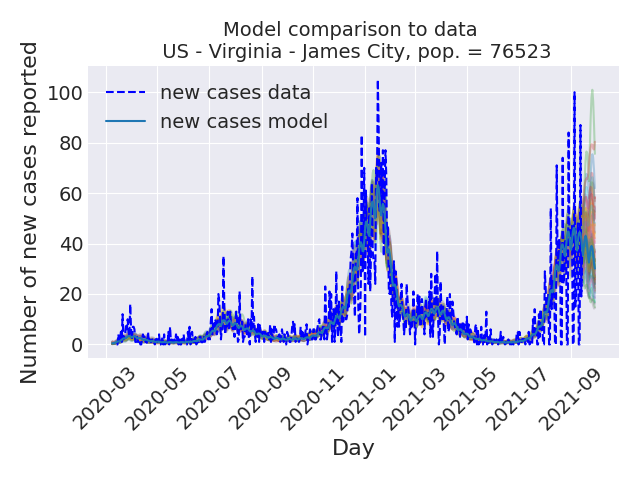 Model comparison to data
US - Virginia - James City, pop. = 76523
Number of new cases reported
100
80
60
40
20
0
new cases data
new cases model
2020-03
2020-05
2020-07
2020-09
2020-11
2021-01
2021-03
2021-05
2021-07
2021-09
Day